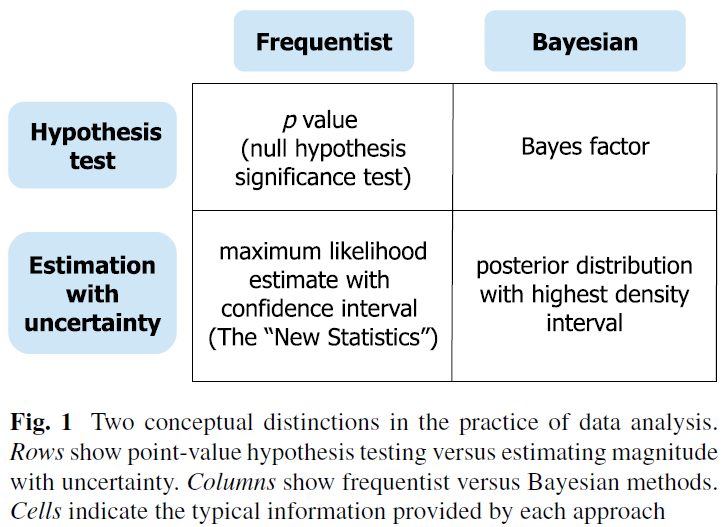 Frequentist
Bayesian
Hypothesis
test
p value
(null hypothesis
significance test)
Bayes factor
Estimation
with
uncertainty
maximum likelihood
estimate with
confidence interval
(The “New Statistics”)
posterior distribution
with highest density
interval
Fig. 1 Two conceptual distinctions in the practice of data analysis.
Rows show point-value hypothesis testing versus estimating magnitude
with uncertainty. Columns show frequentist versus Bayesian methods.
Cells indicate the typical information provided by each approach